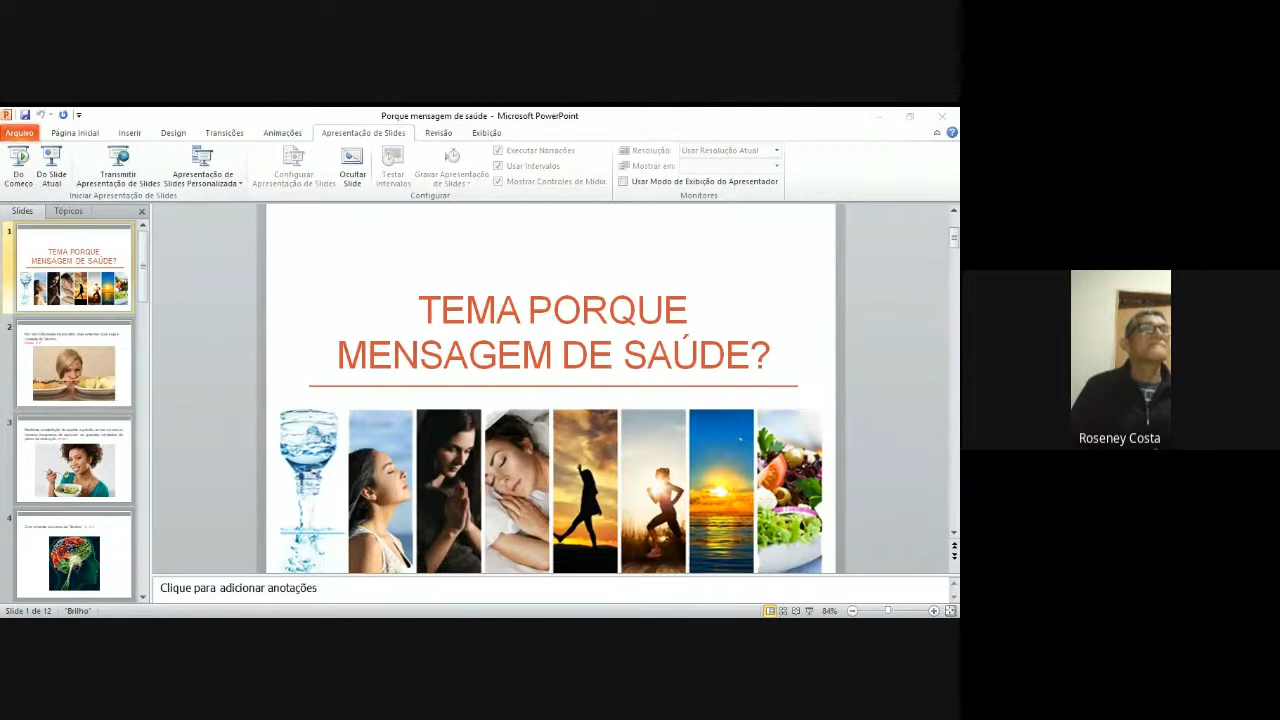 Porque mensagem de saúde - Microsoft PowerPoint
Arquivo Página Inicial Inserir Design Transições Animações Apresentação de Slides Revisão Exibição
Do Começo
Do Slide Atual
Transmitir Apresentação de Slides
Apresentação de Slides Personalizada
Configurar Apresentação de Slides
Ocultar Slide
Testar Intervalos
Gravar Apresentação de Slides
Executar Narrações
Usar Intervalos
Mostrar Controles de Mídia
Resolução: Usar Resolução Atual
Mostrar em:
Usar Modo de Exibição do Apresentador
Iniciar Apresentação de Slides Configurar Monitores
Slides Tópicos
1
TEMA PORQUE
MENSAGEM DE SAÚDE?
2
3
4
TEMA PORQUE
MENSAGEM DE SAÚDE?
Clique para adicionar anotações
Slide 1 de 12 "Brilho" 84%
Roseney Costa